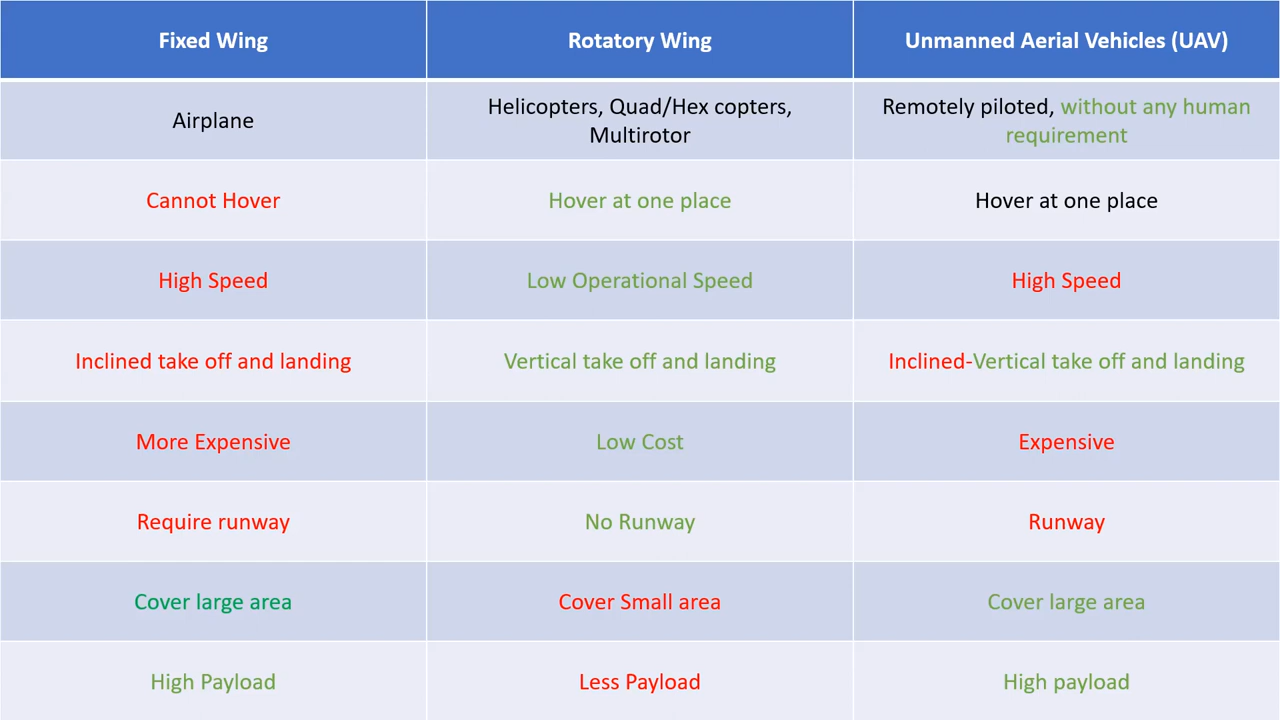 Fixed Wing
Rotatory Wing
Unmanned Aerial Vehicles (UAV)
Airplane
Helicopters, Quad/Hex copters,
Multirotor
Remotely piloted, without any human
requirement
Cannot Hover
Hover at one place
Hover at one place
High Speed
Low Operational Speed
High Speed
Inclined take off and landing
Vertical take off and landing
Inclined-Vertical take off and landing
More Expensive
Low Cost
Expensive
Require runway
No Runway
Runway
Cover large area
Cover Small area
Cover large area
High Payload
Less Payload
High payload